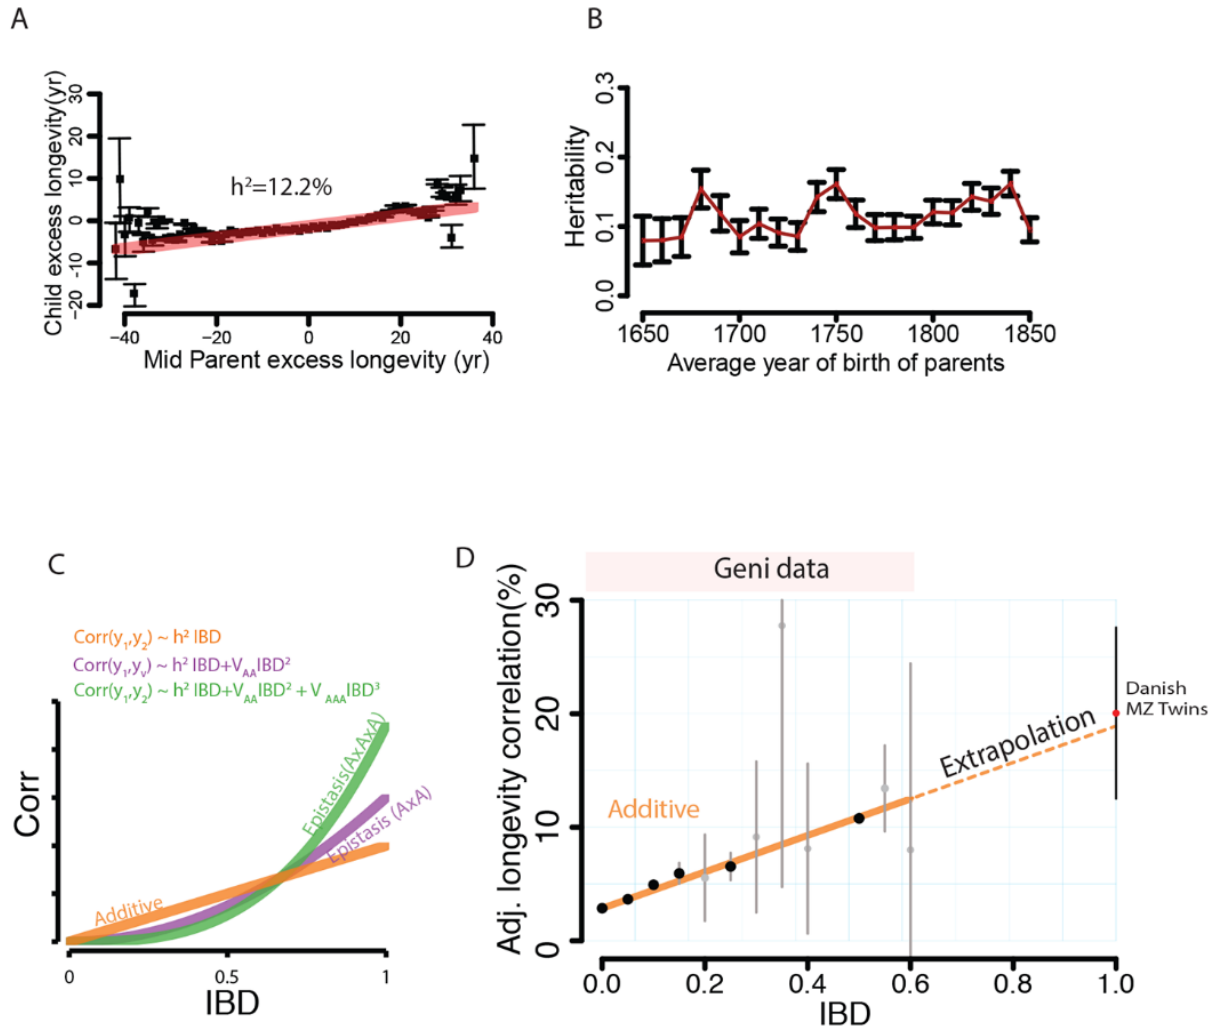 A
Child excess longevity(yr)
30
20
10
0
-10
-20
h²=12.2%
-40
-20
0
20
40
Mid Parent excess longevity (yr)
B
Heritability
0.3
0.2
0.1
0.0
1650
1700
1750
1800
1850
Average year of birth of parents
C
Corr(y₁,y₂) ~ h² IBD
Corr(y₁,yᵥ) ~ h² IBD+V_AA IBD²
Corr(y₁,y₂) ~ h² IBD+V_AA IBD² + V_AAA IBD³
Corr
Epistasis(AxAxA)
Epistasis (AxA)
Additive
0
0.5
1
IBD
D
Geni data
Adj. longevity correlation(%)
30
20
10
0
Additive
Extrapolation
Danish
MZ Twins
0.0
0.2
0.4
0.6
0.8
1.0
IBD